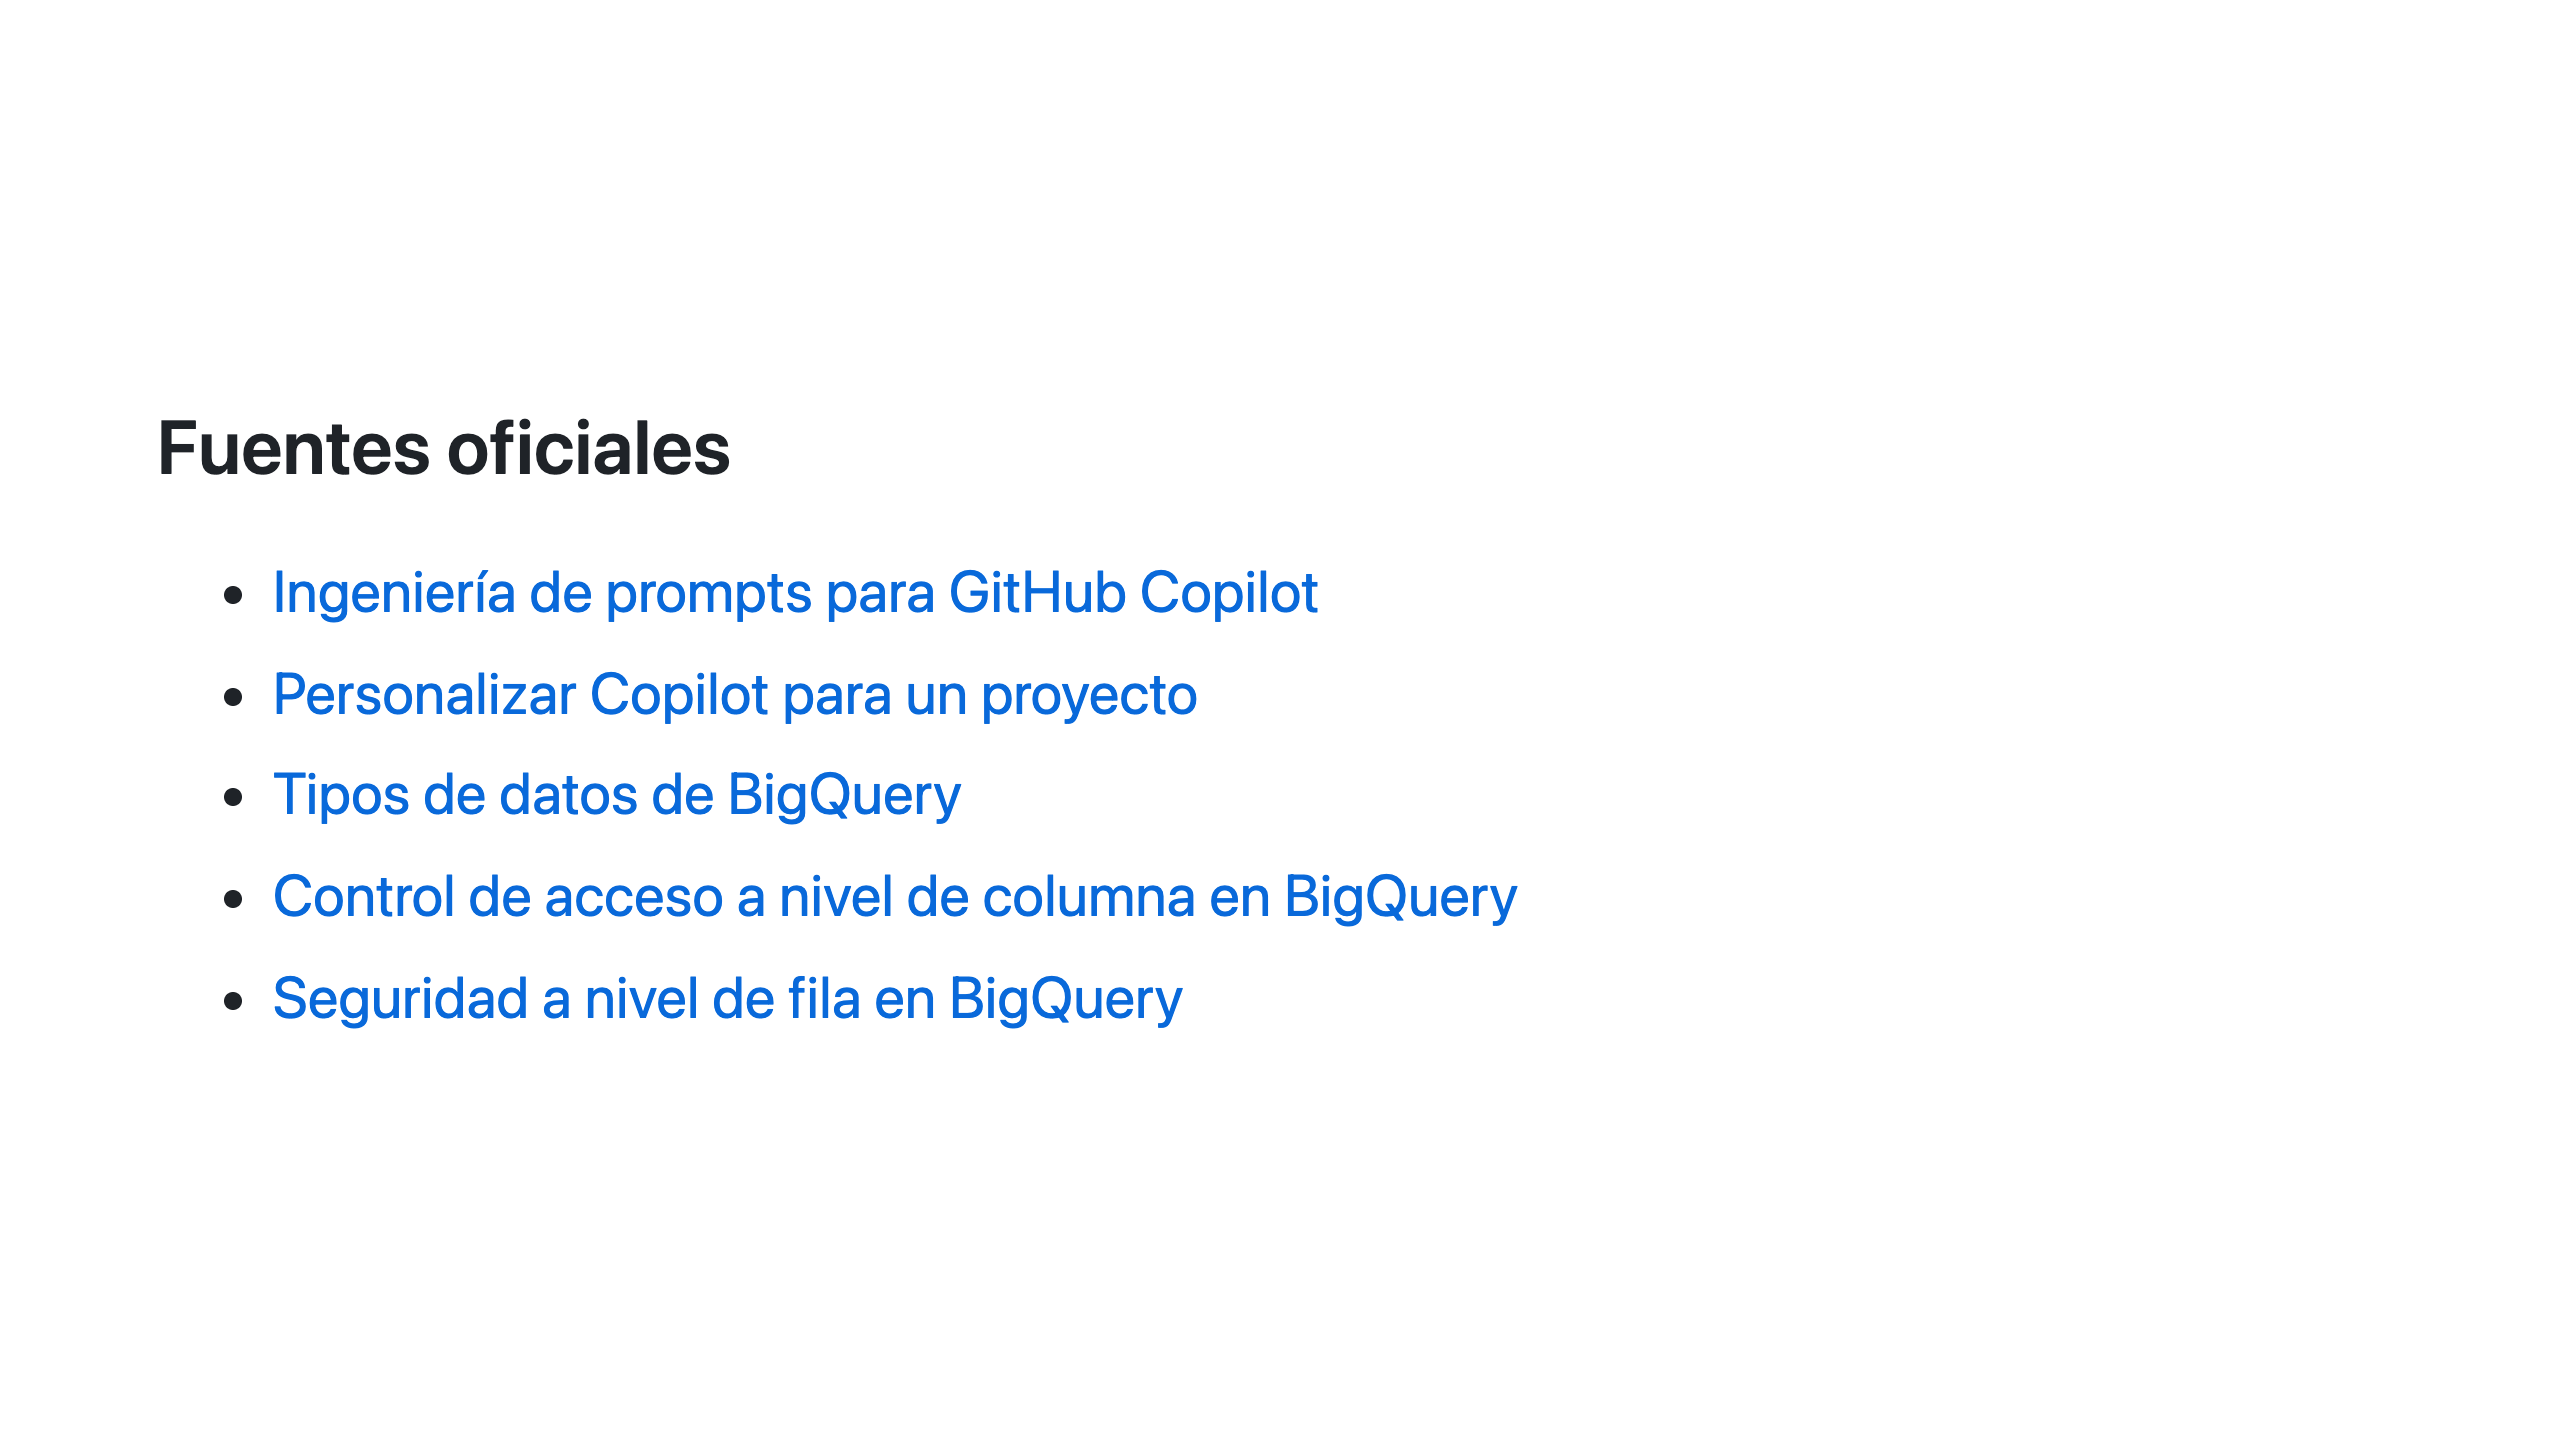 Fuentes oficiales
• Ingeniería de prompts para GitHub Copilot
• Personalizar Copilot para un proyecto
• Tipos de datos de BigQuery
• Control de acceso a nivel de columna en BigQuery
• Seguridad a nivel de fila en BigQuery